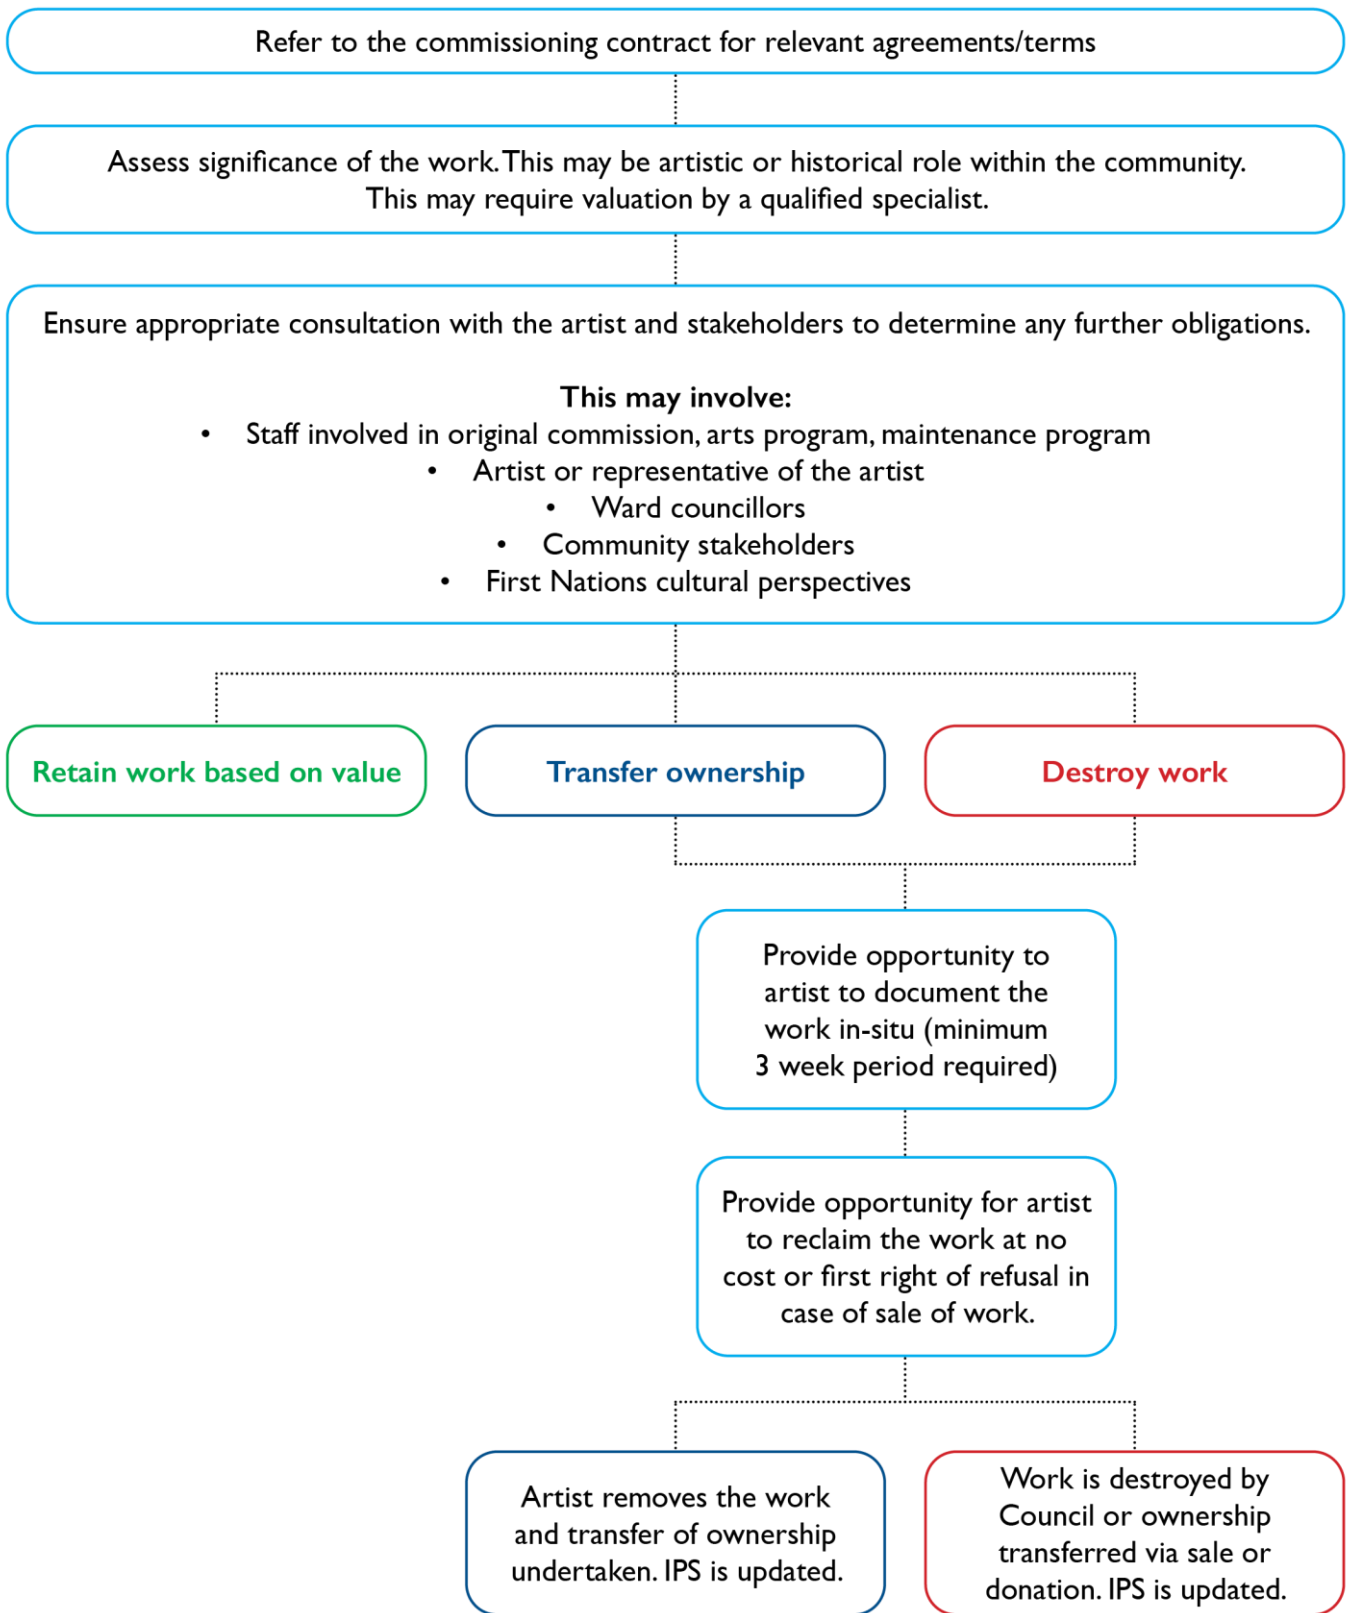 Refer to the commissioning contract for relevant agreements/terms
Assess significance of the work. This may be artistic or historical role within the community.
This may require valuation by a qualified specialist.
Ensure appropriate consultation with the artist and stakeholders to determine any further obligations.
This may involve:
• Staff involved in original commission, arts program, maintenance program
• Artist or representative of the artist
• Ward councillors
• Community stakeholders
• First Nations cultural perspectives
Retain work based on value
Transfer ownership
Destroy work
Provide opportunity to
artist to document the
work in-situ (minimum
3 week period required)
Provide opportunity for artist
to reclaim the work at no
cost or first right of refusal in
case of sale of work.
Artist removes the work
and transfer of ownership
undertaken. IPS is updated.
Work is destroyed by
Council or ownership
transferred via sale or
donation. IPS is updated.